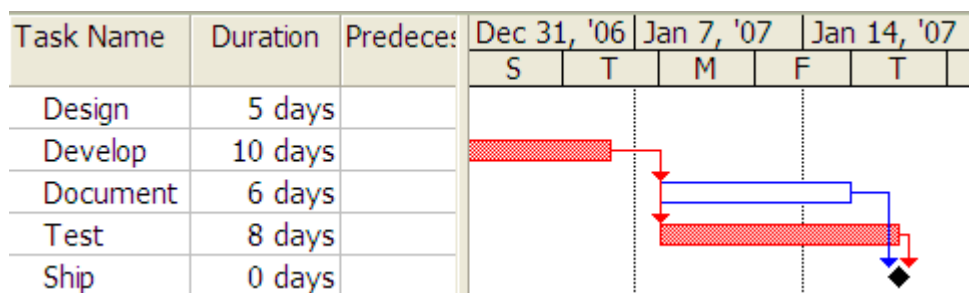 Task Name Duration Predeces Dec 31, '06 Jan 7, '07 Jan 14, '07
S T M F T
Design 5 days
Develop 10 days
Document 6 days
Test 8 days
Ship 0 days